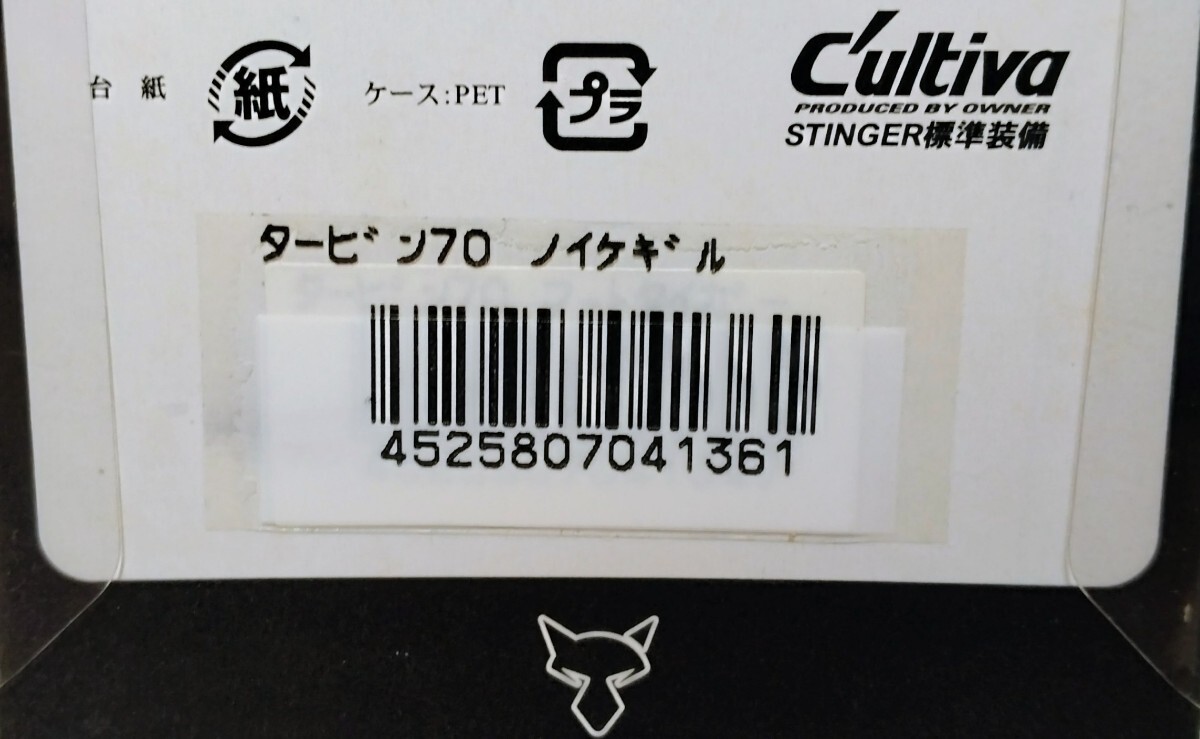 台 紙 紙 ケース:PET プラ
C'ultiva
PRODUCED BY OWNER
STINGER標準装備
タービン70 ノイケギル
4525807041361